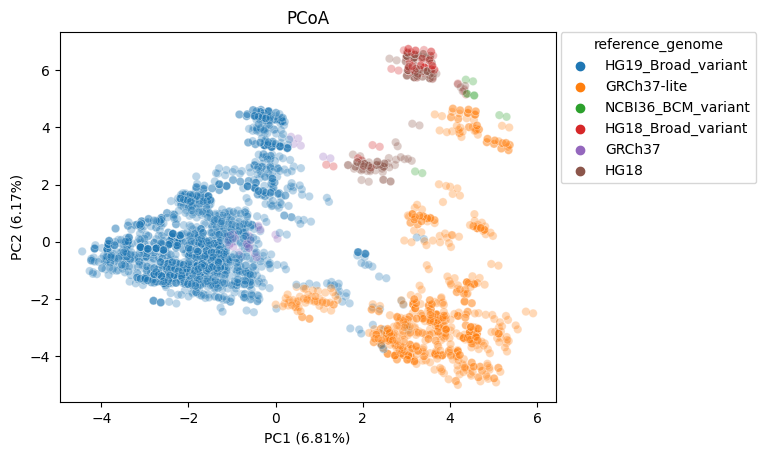 PCoA
reference_genome
HG19_Broad_variant
GRCh37-lite
NCBI36_BCM_variant
HG18_Broad_variant
GRCh37
HG18
6
4
2
0
−2
−4
PC2 (6.17%)
−4 −2 0 2 4 6
PC1 (6.81%)